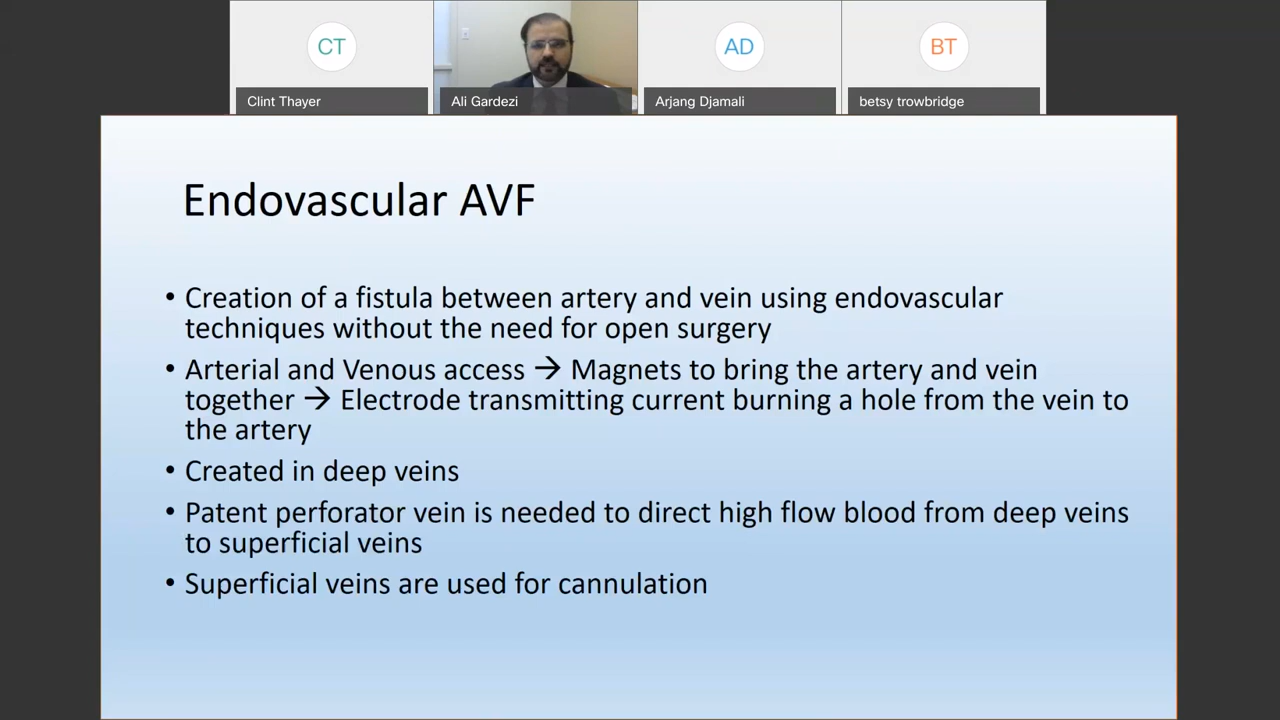 CT
AD
BT
Clint Thayer
Ali Gardezi
Arjang Djamali
betsy trowbridge
Endovascular AVF
• Creation of a fistula between artery and vein using endovascular
techniques without the need for open surgery
• Arterial and Venous access → Magnets to bring the artery and vein
together → Electrode transmitting current burning a hole from the vein to
the artery
• Created in deep veins
• Patent perforator vein is needed to direct high flow blood from deep veins
to superficial veins
• Superficial veins are used for cannulation